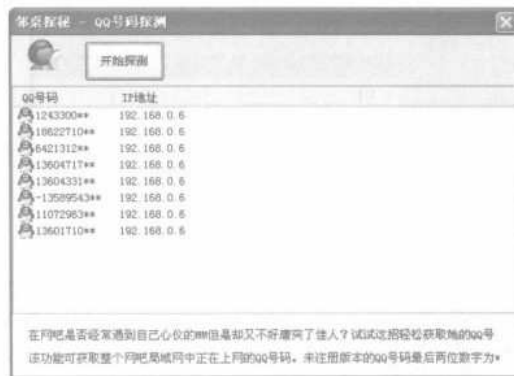 邻桌探秘 - QQ号码探测
开始探测
QQ号码 IP地址
1243300** 192.168.0.6
18622710** 192.168.0.6
6421312** 192.168.0.6
13604717** 192.168.0.6
13604331** 192.168.0.6
-13589543** 192.168.0.6
11072983** 192.168.0.6
13601710** 192.168.0.6
在网吧是否经常遇到自己心仪的MM但是却又不好唐突了佳人？试试这招轻松获取她的QQ号
该功能可获取整个网吧局域网中正在上网的QQ号码。未注册版本的QQ号码最后两位数字为*